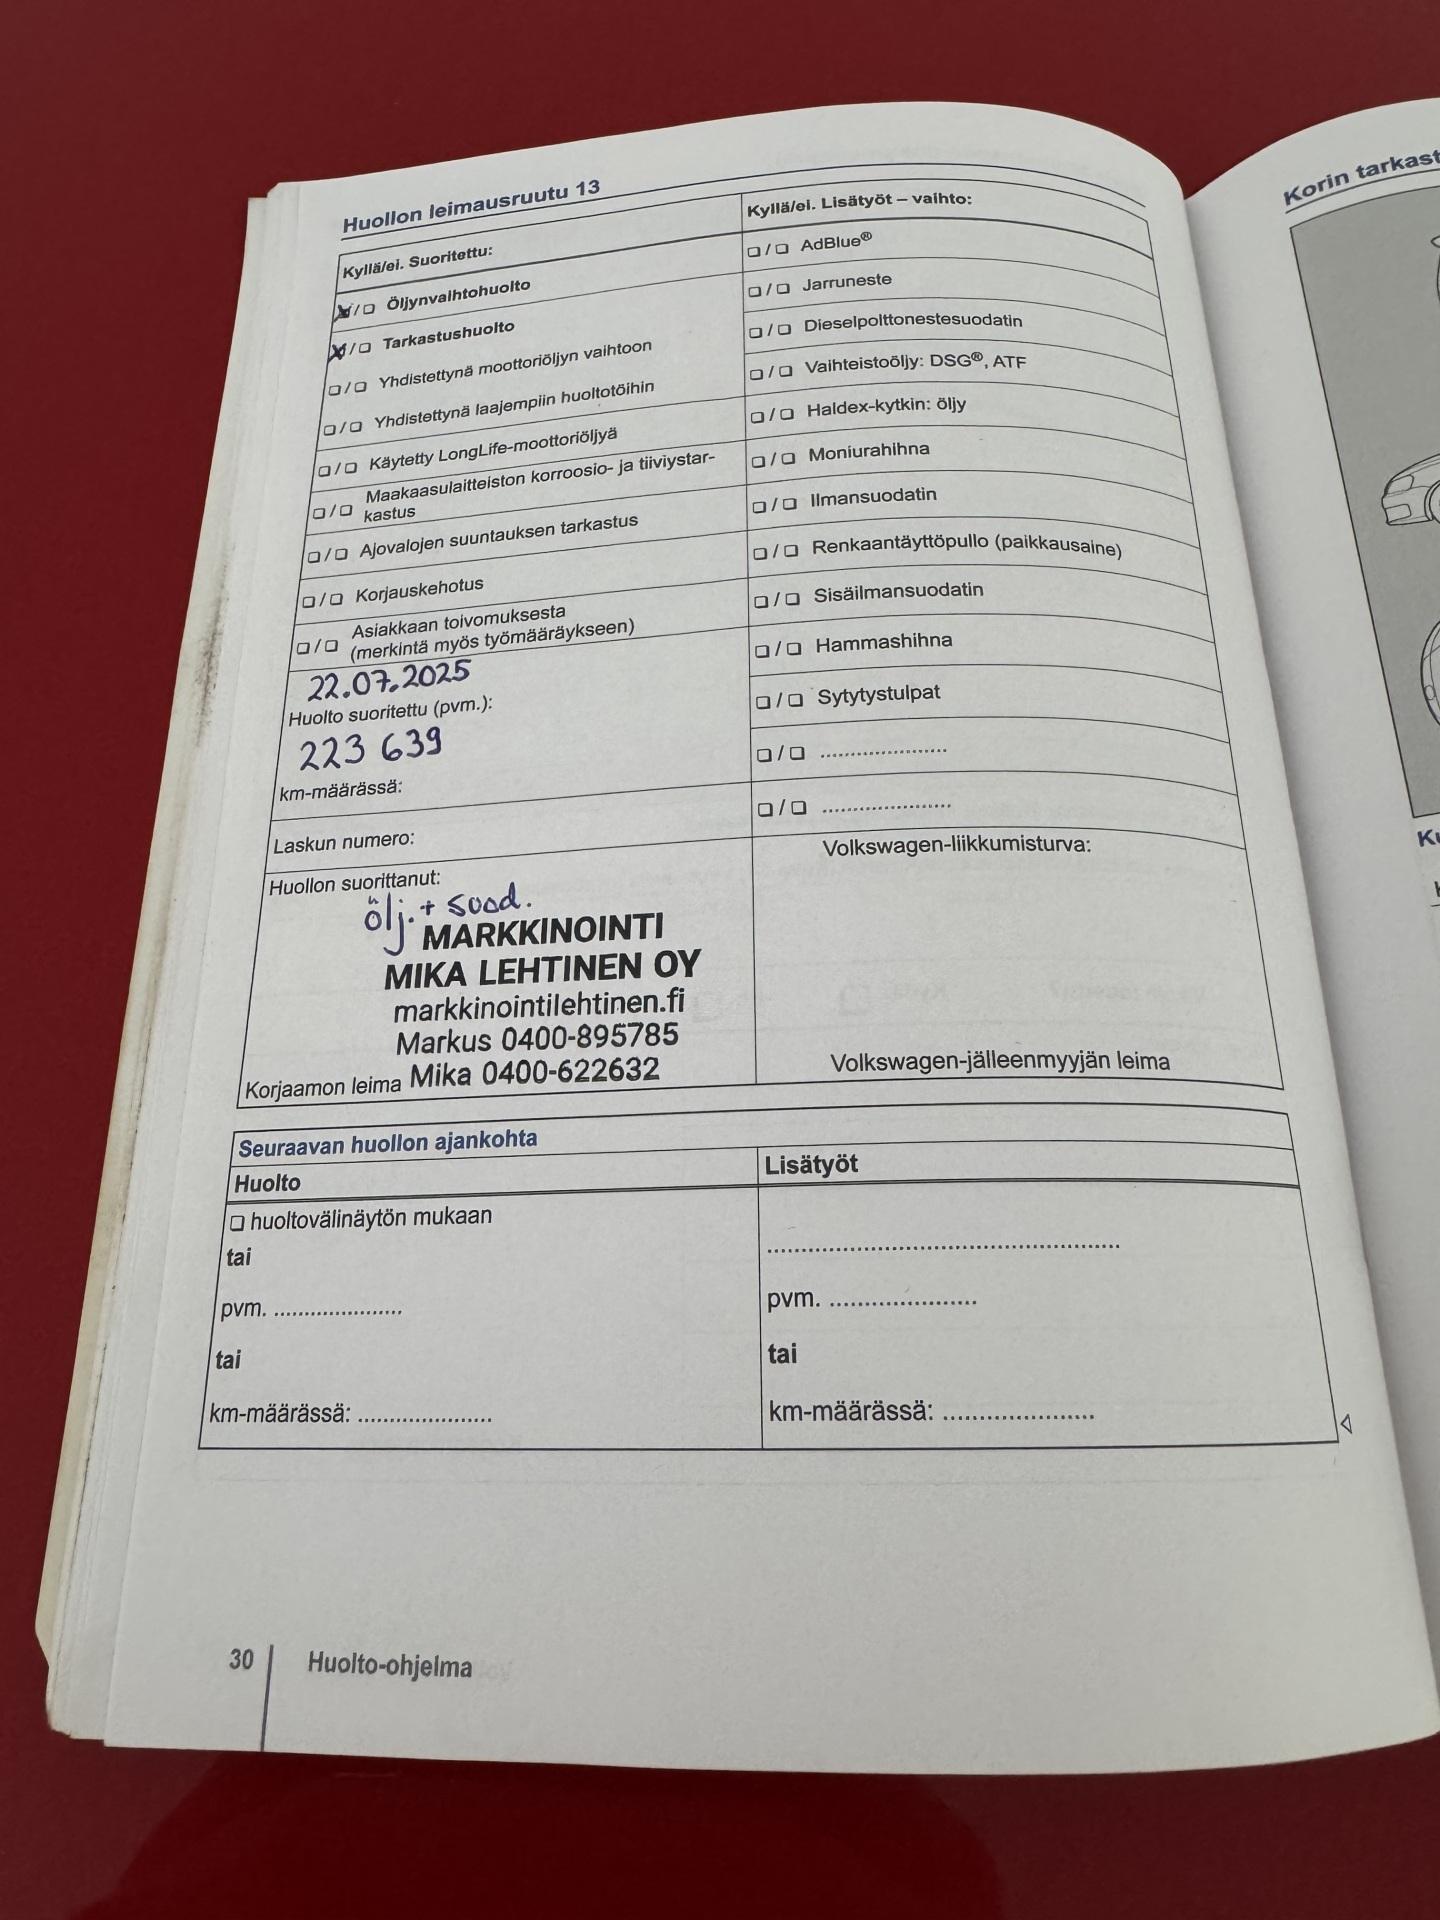 Huollon leimausruutu 13
Kyllä/ei. Suoritettu:
☒/❏ Öljynvaihtohuolto
☒/❏ Tarkastushuolto
❏/❏ Yhdistettynä moottoriöljyn vaihtoon
❏/❏ Yhdistettynä laajempiin huoltotöihin
❏/❏ Käytetty LongLife-moottoriöljyä
❏/❏ Maakaasulaitteiston korroosio- ja tiiviystar-
kastus
❏/❏ Ajovalojen suuntauksen tarkastus
❏/❏ Korjauskehotus
❏/❏ Asiakkaan toivomuksesta
(merkintä myös työmääräykseen)
22.07.2025
Huolto suoritettu (pvm.):
223 639
km-määrässä:
Laskun numero:
Huollon suorittanut:
ölj. + suod.
MARKKINOINTI
MIKA LEHTINEN OY
markkinointilehtinen.fi
Markus 0400-895785
Korjaamon leima Mika 0400-622632
Kyllä/ei. Lisätyöt – vaihto:
❏/❏ AdBlue®
❏/❏ Jarruneste
❏/❏ Dieselpolttonestesuodatin
❏/❏ Vaihteistoöljy: DSG®, ATF
❏/❏ Haldex-kytkin: öljy
❏/❏ Moniurahihna
❏/❏ Ilmansuodatin
❏/❏ Renkaantäyttöpullo (paikkausaine)
❏/❏ Sisäilmansuodatin
❏/❏ Hammashihna
❏/❏ Sytytystulpat
❏/❏ .....................
❏/❏ .....................
Volkswagen-liikkumisturva:
Volkswagen-jälleenmyyjän leima
Seuraavan huollon ajankohta
Huolto
❏ huoltovälinäytön mukaan
tai
pvm. .....................
tai
km-määrässä: .....................
Lisätyöt
......................................................
pvm. .....................
tai
km-määrässä: .....................
30 Huolto-ohjelma
Korin tarkast